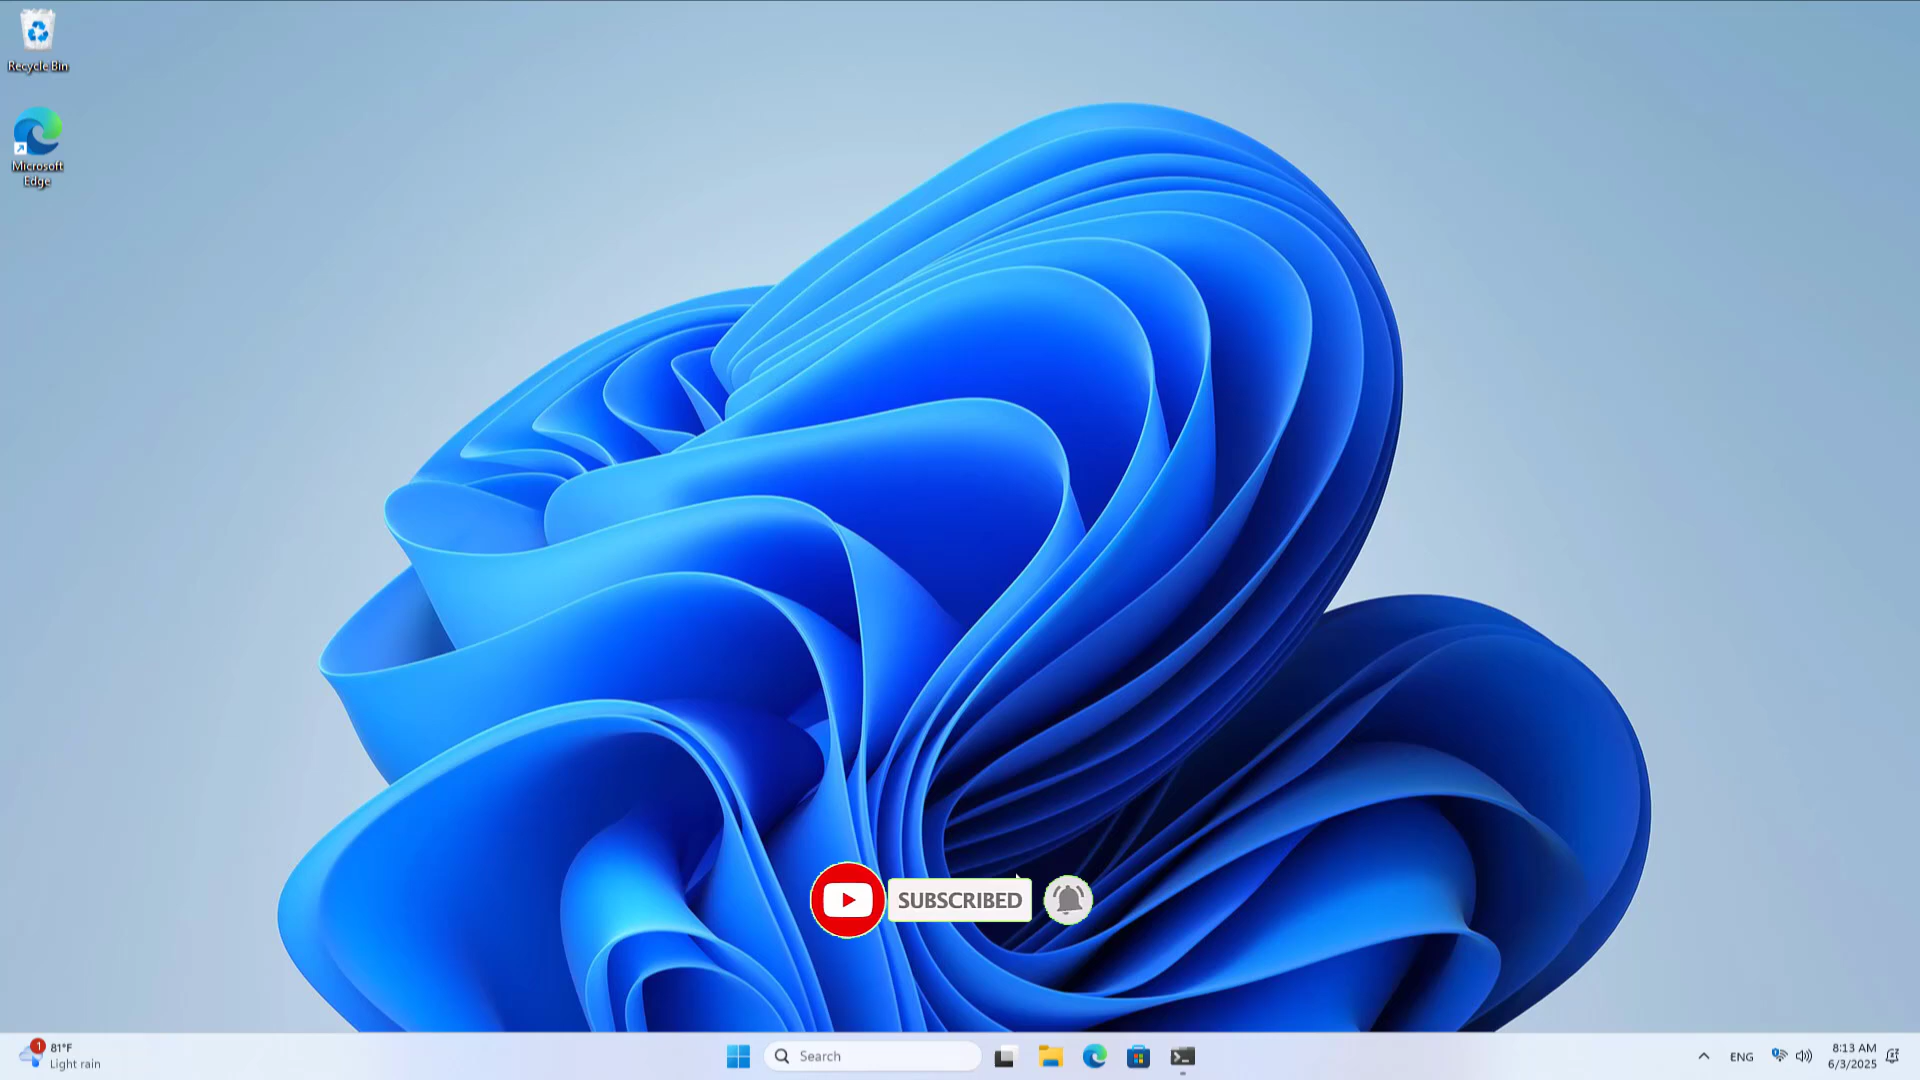 Recycle Bin
Microsoft
Edge
SUBSCRIBED
1
81°F
Light rain
Search
ENG
8:13 AM
6/3/2025